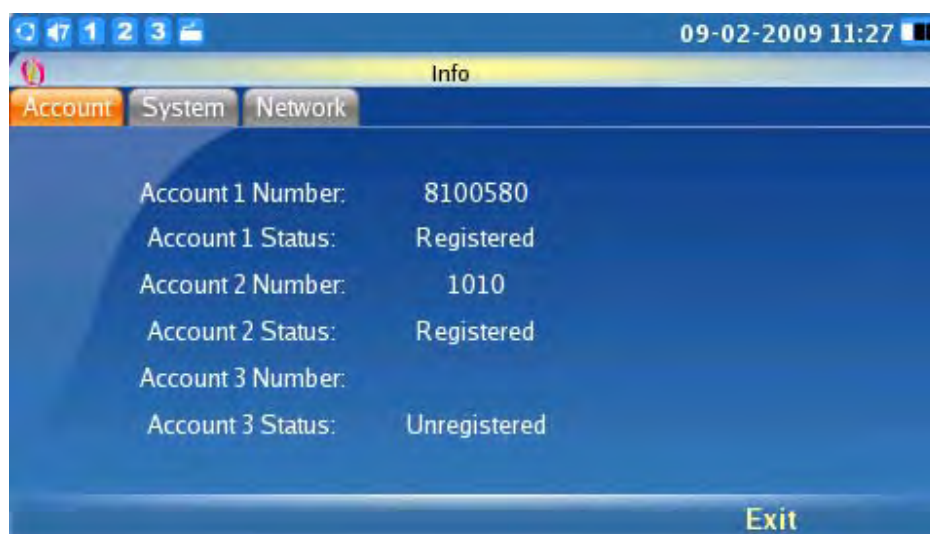 47 1 2 3 09-02-2009 11:27
Info
Account System Network
Account 1 Number: 8100580
Account 1 Status: Registered
Account 2 Number: 1010
Account 2 Status: Registered
Account 3 Number:
Account 3 Status: Unregistered
Exit